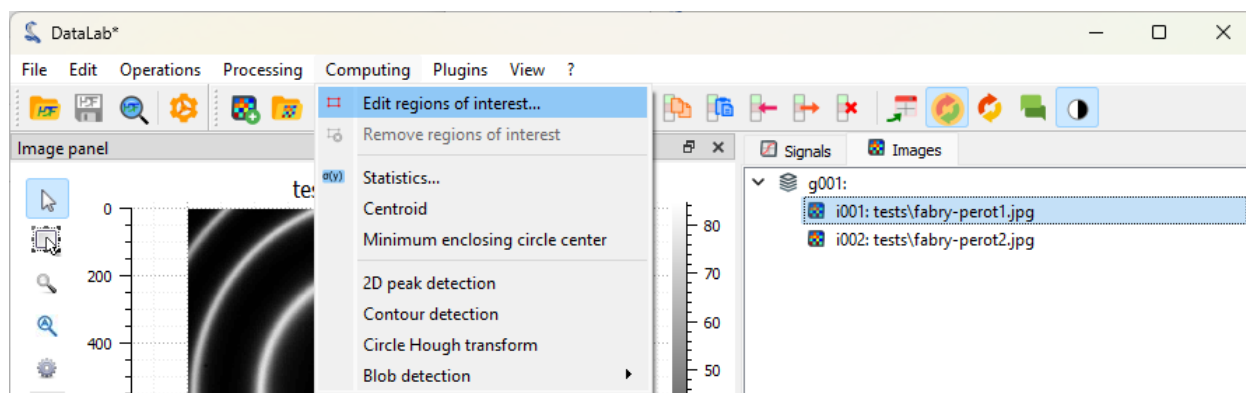 DataLab*
File Edit Operations Processing Computing Plugins View ?
Edit regions of interest...
Remove regions of interest
σ(y) Statistics...
Centroid
Minimum enclosing circle center
2D peak detection
Contour detection
Circle Hough transform
Blob detection
Image panel
tes
0
200
400
80
70
60
50
Signals Images
g001:
i001: tests\fabry-perot1.jpg
i002: tests\fabry-perot2.jpg